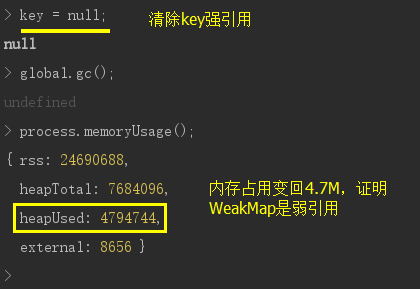 > key = null;
清除key强引用
null
> global.gc();
undefined
> process.memoryUsage();
{ rss: 24690688,
heapTotal: 7684096,
内存占用变回4.7M，证明
heapUsed: 4794744,
WeakMap是弱引用
external: 8656 }
>